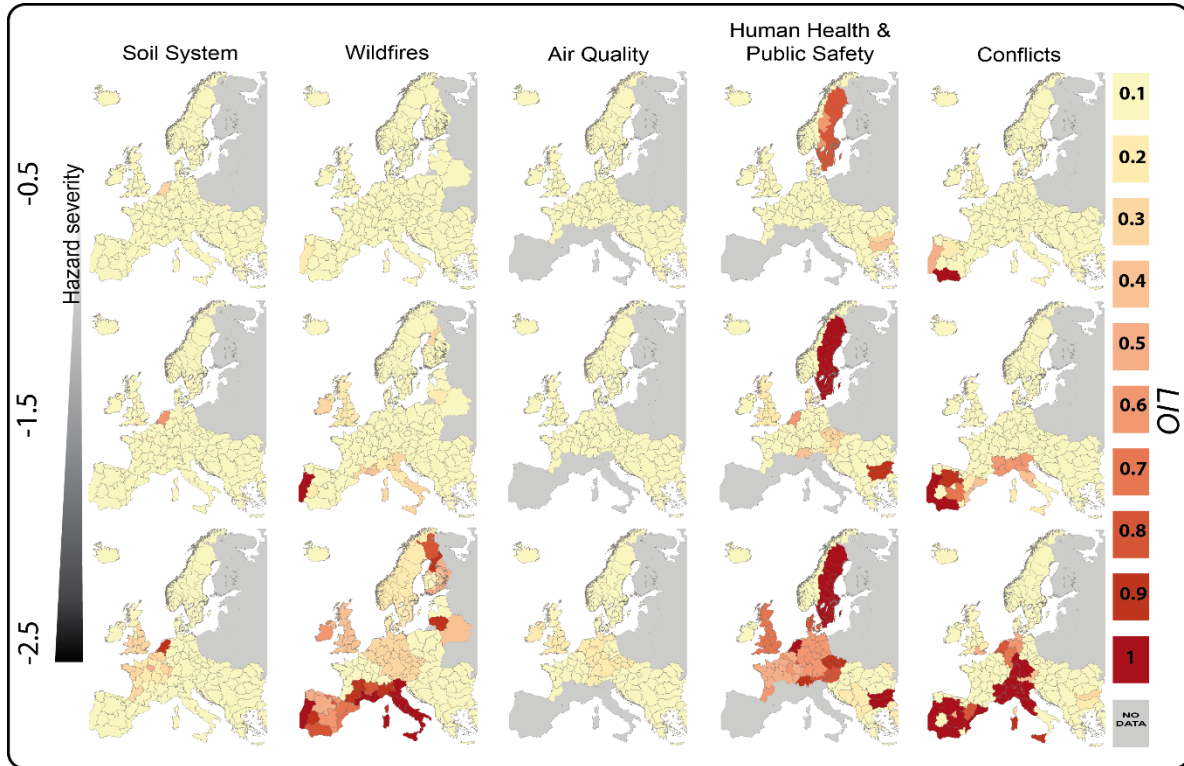 Soil System
Wildfires
Air Quality
Human Health &
Public Safety
Conflicts
Hazard severity
-0.5
-1.5
-2.5
0.1
0.2
0.3
0.4
0.5
0.6
0.7
0.8
0.9
1
NO
DATA
LIO